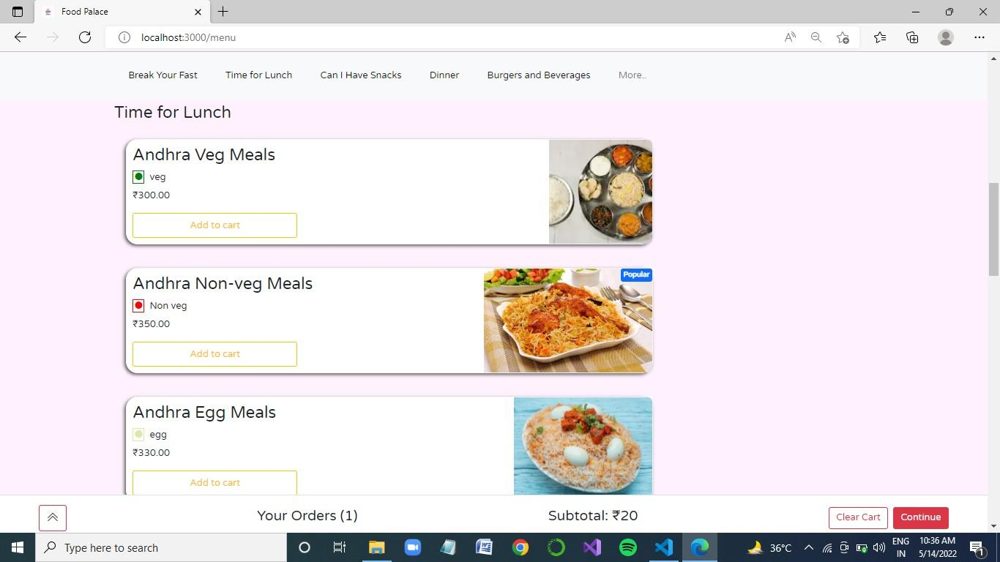 Food Palace
localhost:3000/menu
Break Your Fast
Time for Lunch
Can I Have Snacks
Dinner
Burgers and Beverages
More..
Time for Lunch
Andhra Veg Meals
veg
₹300.00
Add to cart
Andhra Non-veg Meals
Popular
Non veg
₹350.00
Add to cart
Andhra Egg Meals
egg
₹330.00
Add to cart
Your Orders (1)
Subtotal: ₹20
Clear Cart
Continue
Type here to search
36°C
ENG
IN
10:36 AM
5/14/2022
1